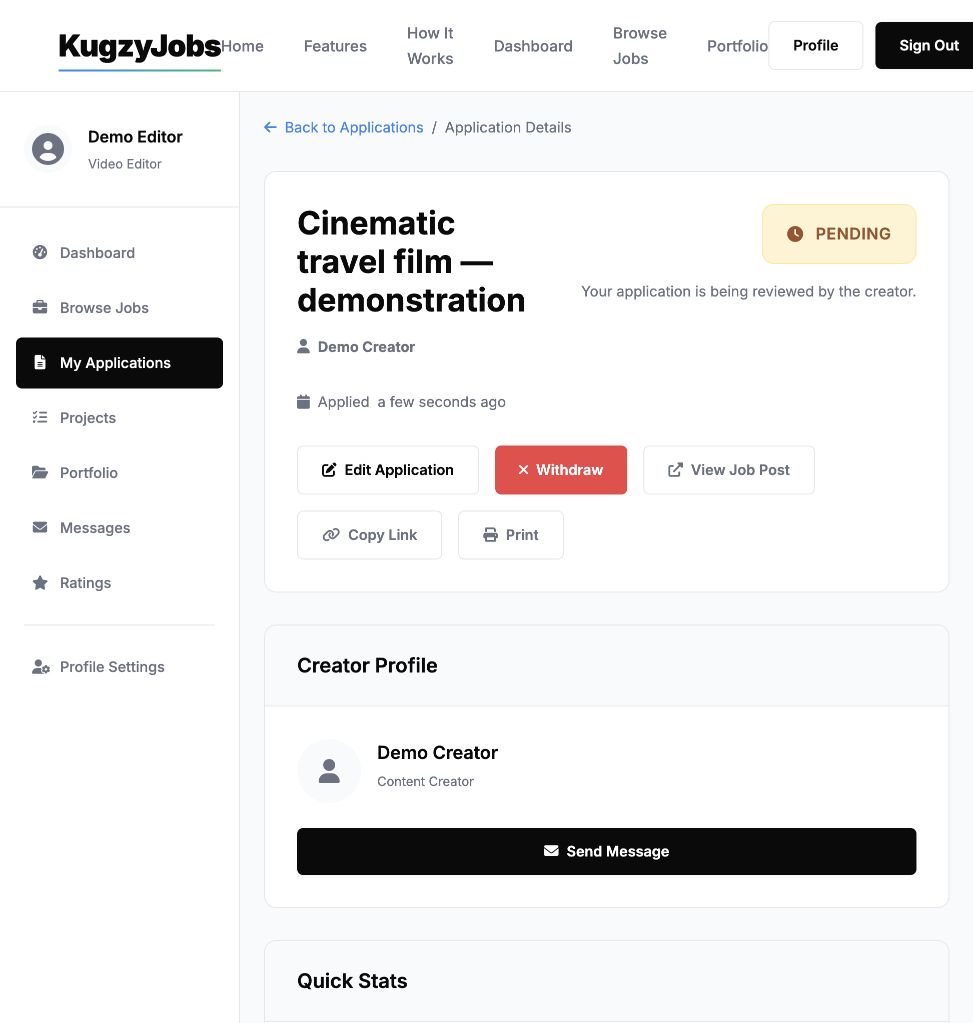 KugzyJobs
Home
Features
How It
Works
Dashboard
Browse
Jobs
Portfolio
Profile
Sign Out
Demo Editor
Video Editor
Dashboard
Browse Jobs
My Applications
Projects
Portfolio
Messages
Ratings
Profile Settings
Back to Applications / Application Details
Cinematic
travel film —
demonstration
PENDING
Your application is being reviewed by the creator.
Demo Creator
Applied a few seconds ago
Edit Application
Withdraw
View Job Post
Copy Link
Print
Creator Profile
Demo Creator
Content Creator
Send Message
Quick Stats